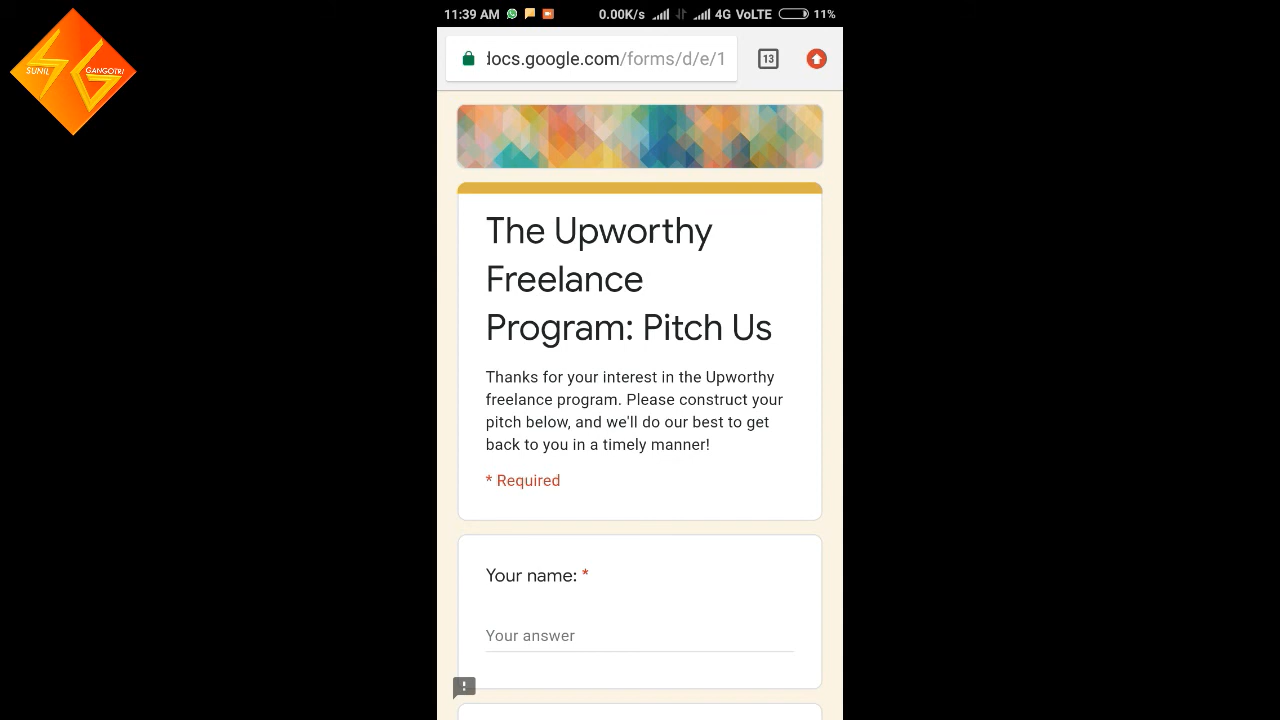 11:39 AM 0.00K/s 4G VoLTE 11%
SUNIL GANGOTRI
docs.google.com/forms/d/e/1 13
The Upworthy
Freelance
Program: Pitch Us
Thanks for your interest in the Upworthy
freelance program. Please construct your
pitch below, and we'll do our best to get
back to you in a timely manner!
* Required
Your name: *
Your answer